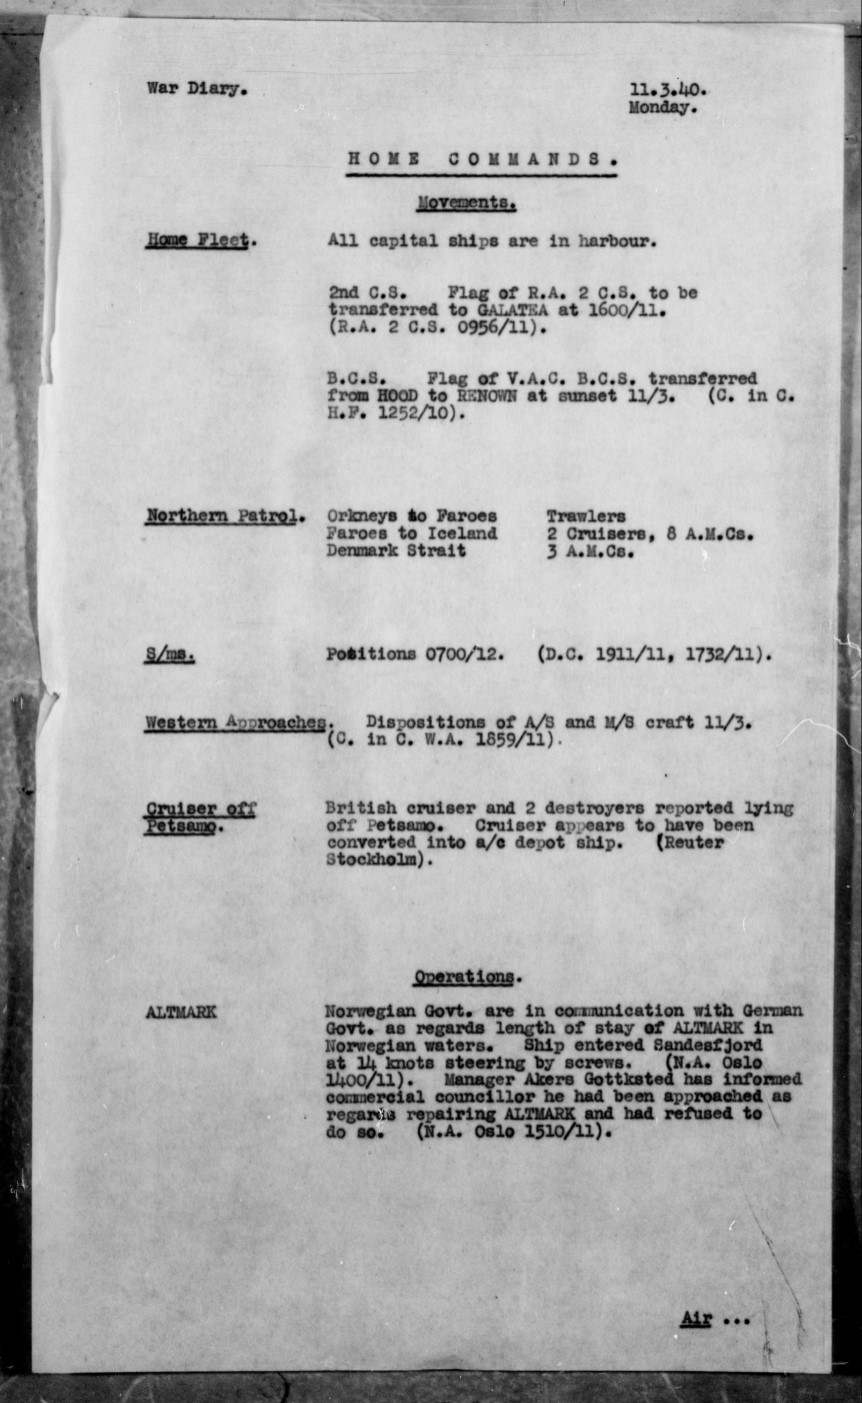 War Diary.
11.3.40.
Monday.
HOME COMMANDS.
Movements.
Home Fleet. All capital ships are in harbour.
2nd C.S. Flag of R.A. 2 C.S. to be
transferred to GALATEA at 1600/11.
(R.A. 2 C.S. 0956/11).
B.C.S. Flag of V.A.C. B.C.S. transferred
from HOOD to RENOWN at sunset 11/3. (C. in C.
H.F. 1252/10).
Northern Patrol. Orkneys to Faroes Trawlers
Faroes to Iceland 2 Cruisers, 8 A.M.Cs.
Denmark Strait 3 A.M.Cs.
S/ms. Positions 0700/12. (D.C. 1911/11, 1732/11).
Western Approaches. Dispositions of A/S and M/S craft 11/3.
(C. in C. W.A. 1859/11).
Cruiser off British cruiser and 2 destroyers reported lying
Petsamo. off Petsamo. Cruiser appears to have been
converted into a/c depot ship. (Reuter
Stockholm).
Operations.
ALTMARK Norwegian Govt. are in communication with German
Govt. as regards length of stay of ALTMARK in
Norwegian waters. Ship entered Sandesfjord
at 14 knots steering by screws. (N.A. Oslo
1400/11). Manager Akers Gottksted has informed
commercial councillor he had been approached as
regards repairing ALTMARK and had refused to
do so. (N.A. Oslo 1510/11).
Air ...